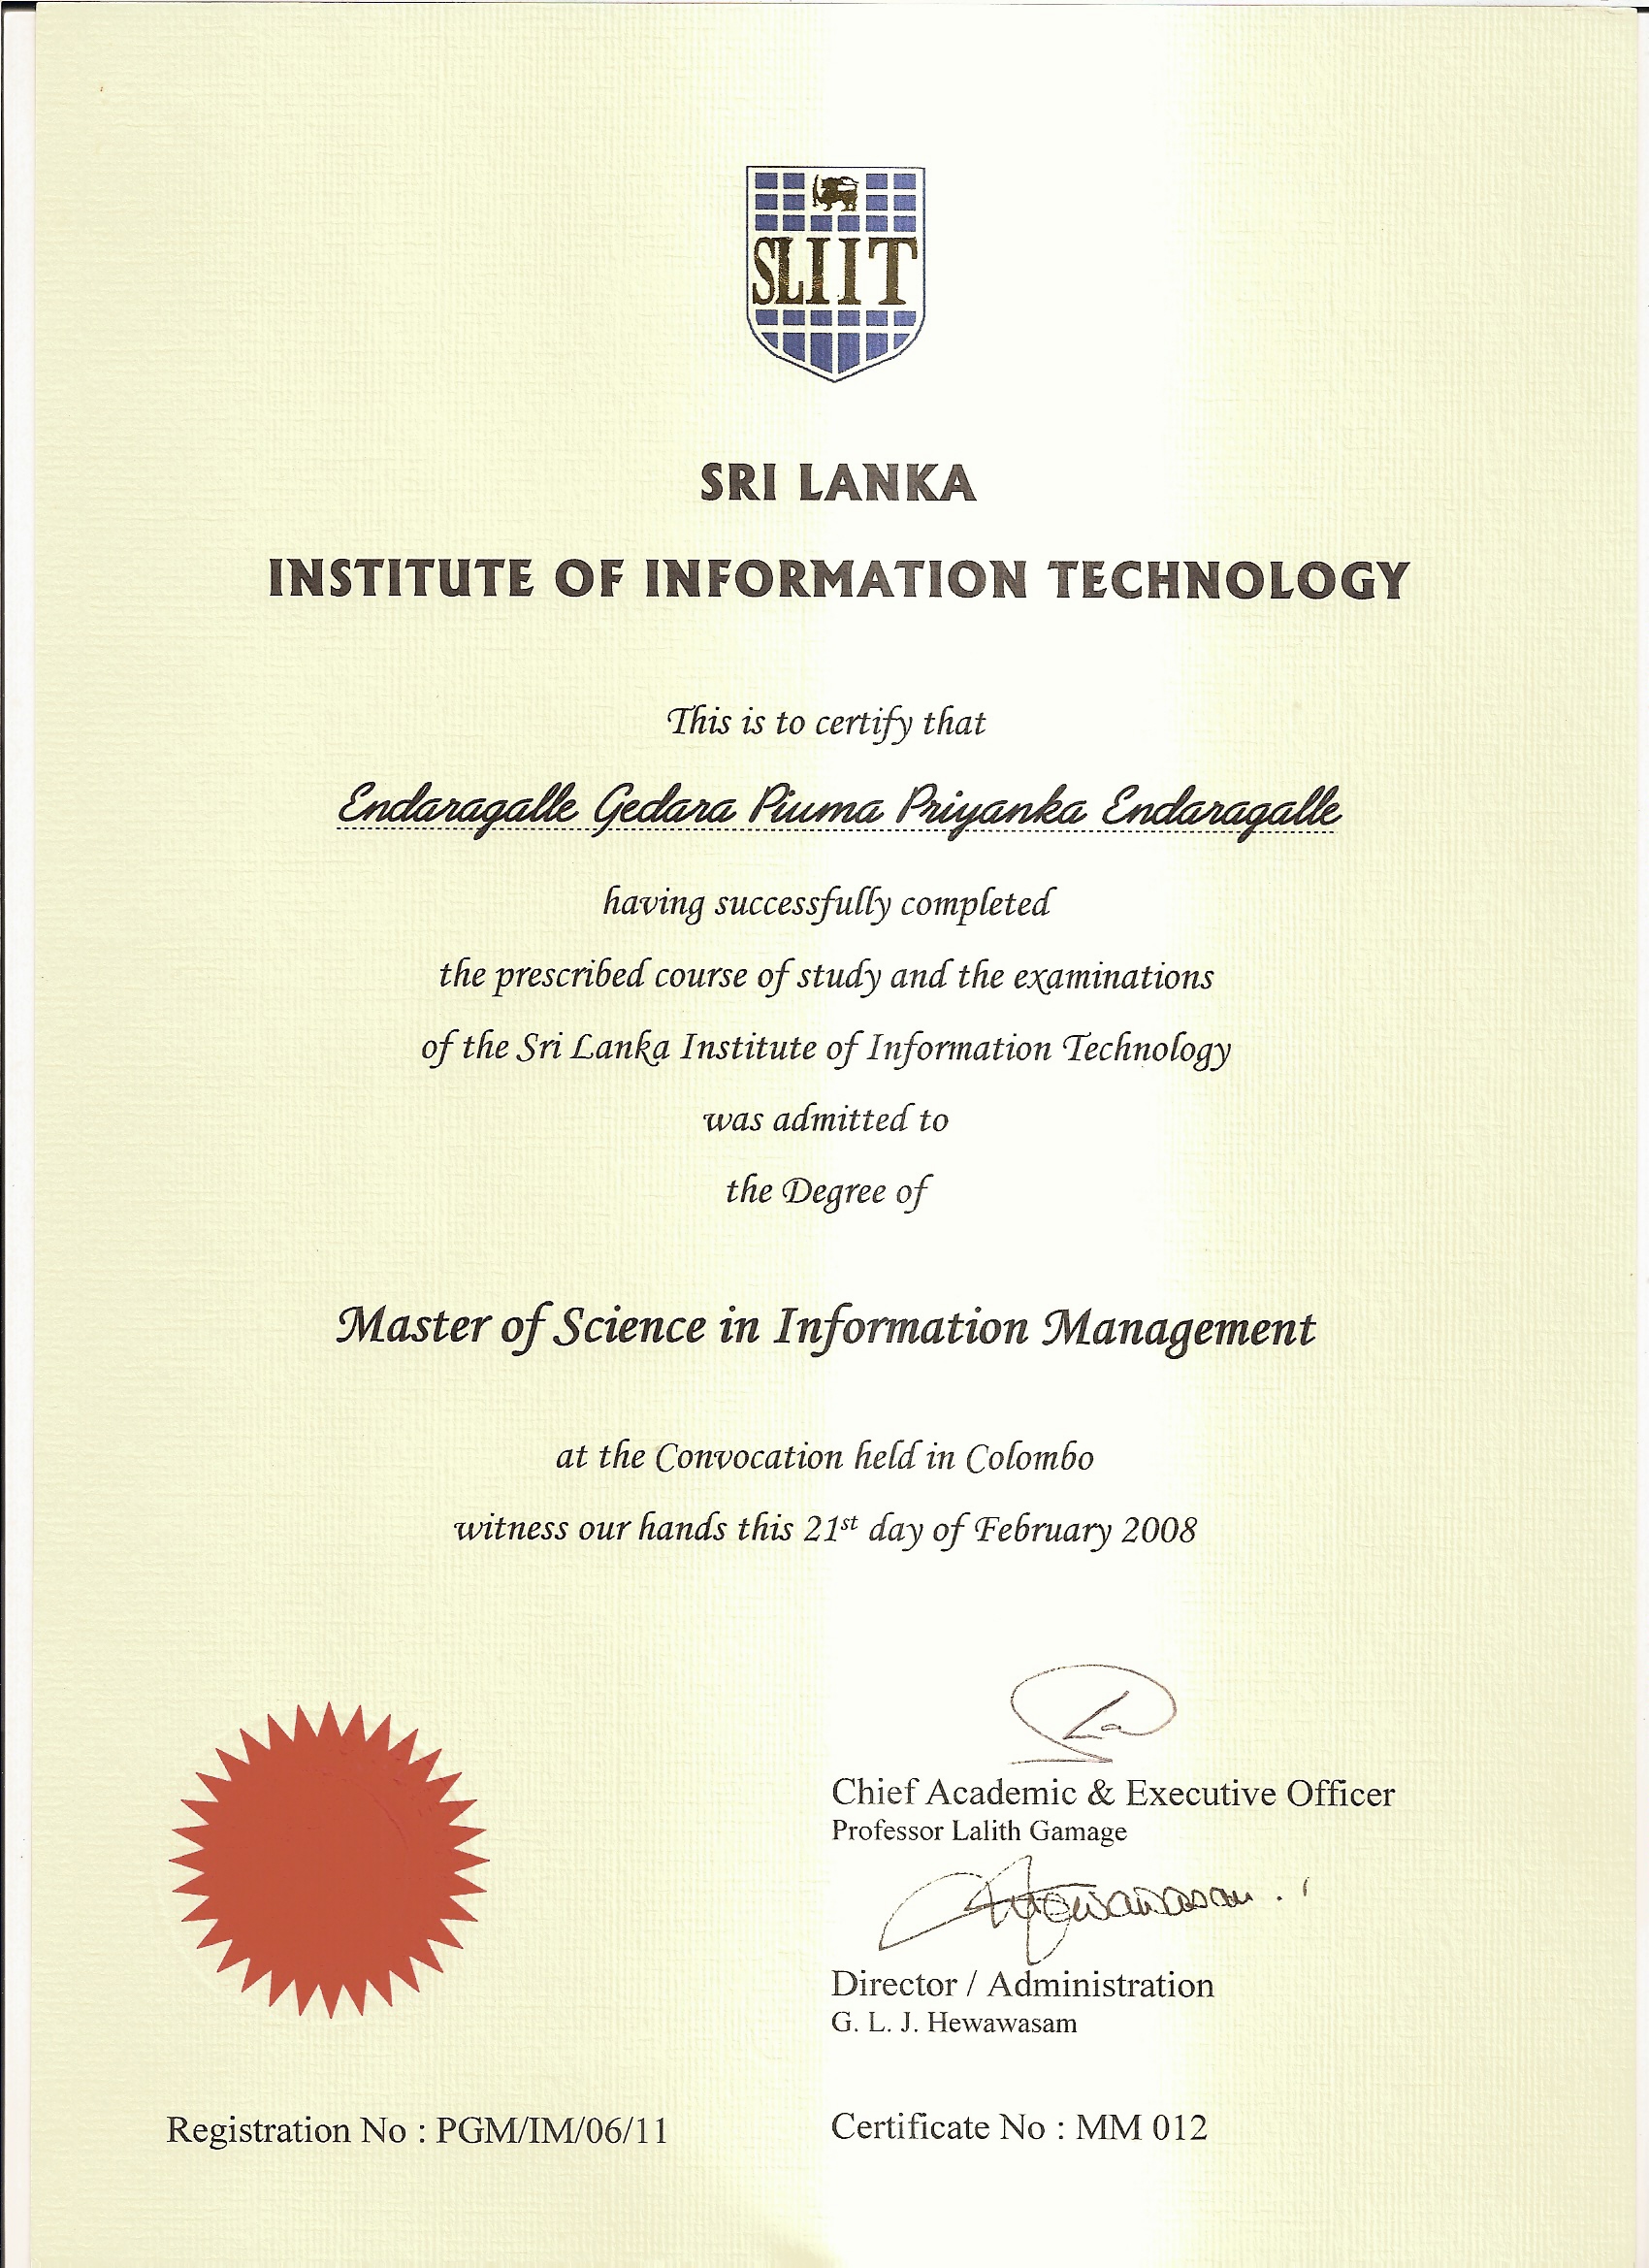 SLIIT
SRI LANKA
INSTITUTE OF INFORMATION TECHNOLOGY
This is to certify that
Endaragalle Gedara Piuma Priyanka Endaragalle
having successfully completed
the prescribed course of study and the examinations
of the Sri Lanka Institute of Information Technology
was admitted to
the Degree of
Master of Science in Information Management
at the Convocation held in Colombo
witness our hands this 21st day of February 2008
Chief Academic & Executive Officer
Professor Lalith Gamage
Director / Administration
G. L. J. Hewawasam
Registration No : PGM/IM/06/11
Certificate No : MM 012